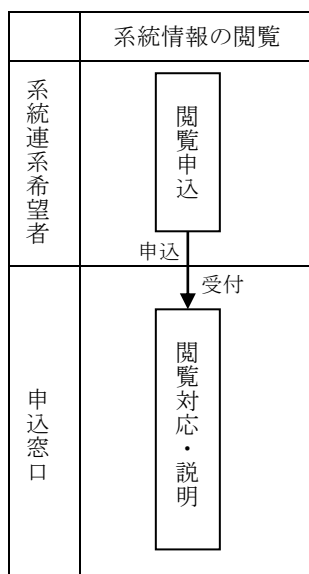 系統情報の閲覧
系統連系希望者
閲覧申込
申込
受付
申込窓口
閲覧対応・説明